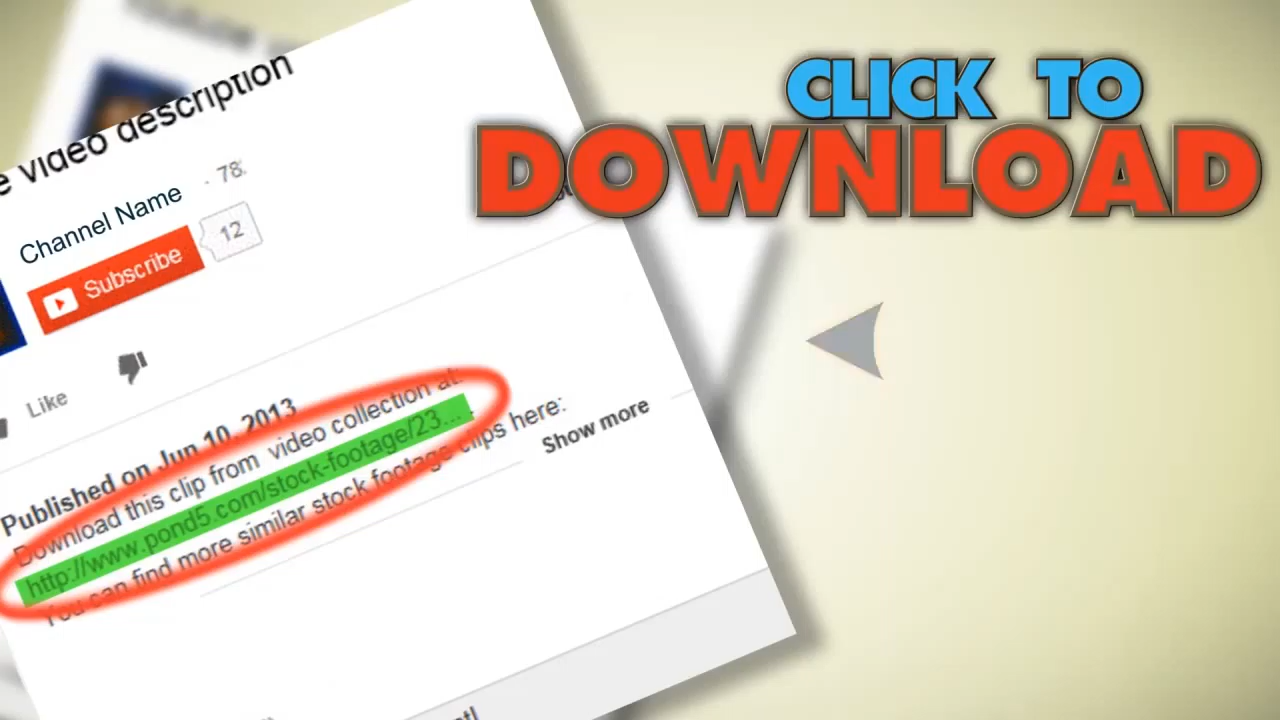 CLICK TO
DOWNLOAD
e video description
Channel Name
78
Subscribe
12
Like
Published on Jun 10, 2013
Download this clip from video collection at:
http://www.pond5.com/stock-footage/23...
You can find more similar stock footage clips here:
Show more